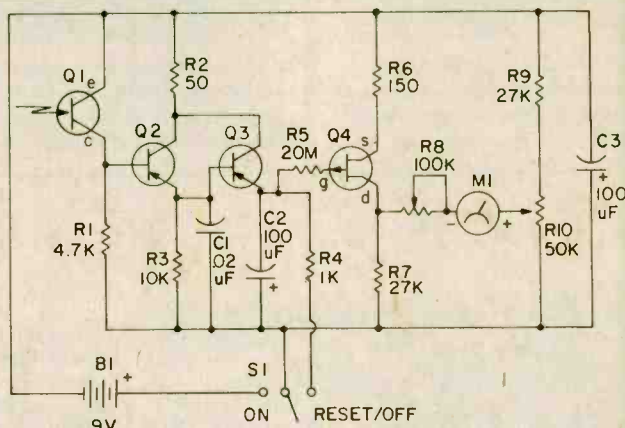 Q1
e
c
R1
4.7K
Q2
R2
50
R3
10K
Q3
C1
.02
uF
C2
100
uF
+
R5
20M
R4
1K
Q4
g
s
d
R6
150
R7
27K
R8
100K
M1
-
+
R9
27K
R10
50K
C3
+
100
uF
B1
+
9V
S1
ON
RESET/OFF